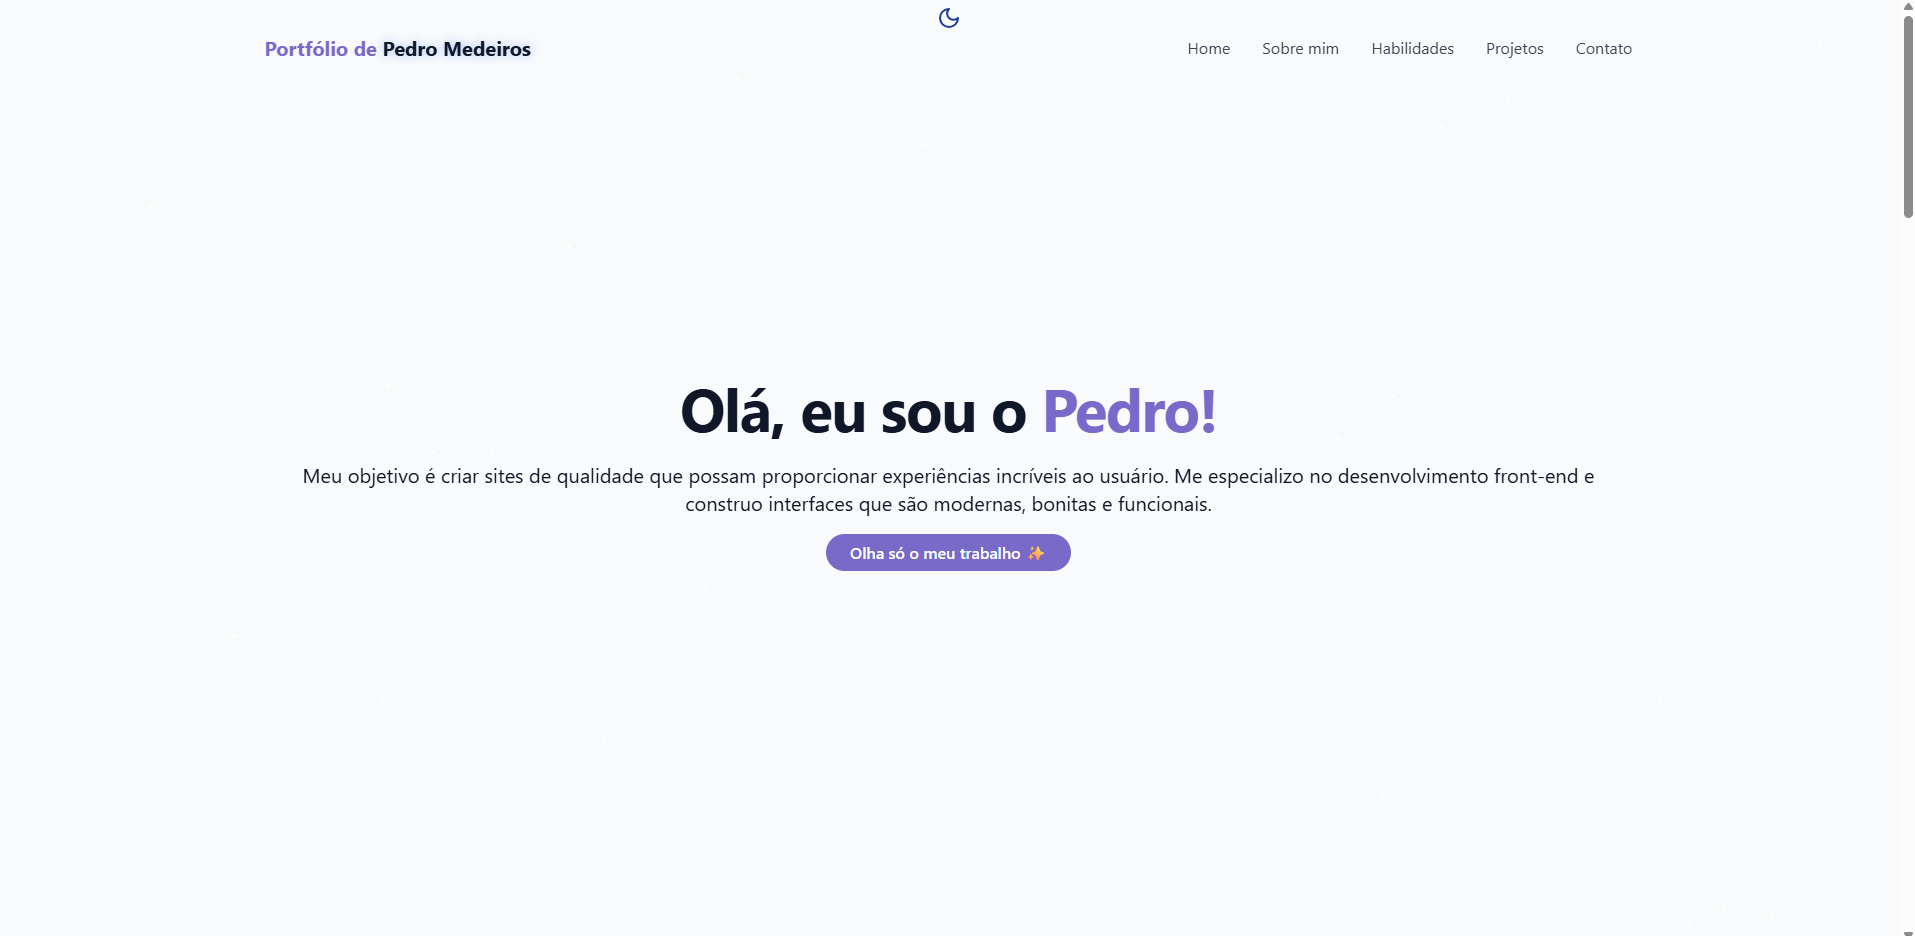 Portfólio de Pedro Medeiros
Home Sobre mim Habilidades Projetos Contato
Olá, eu sou o Pedro!
Meu objetivo é criar sites de qualidade que possam proporcionar experiências incríveis ao usuário. Me especializo no desenvolvimento front-end e
construo interfaces que são modernas, bonitas e funcionais.
Olha só o meu trabalho ✨